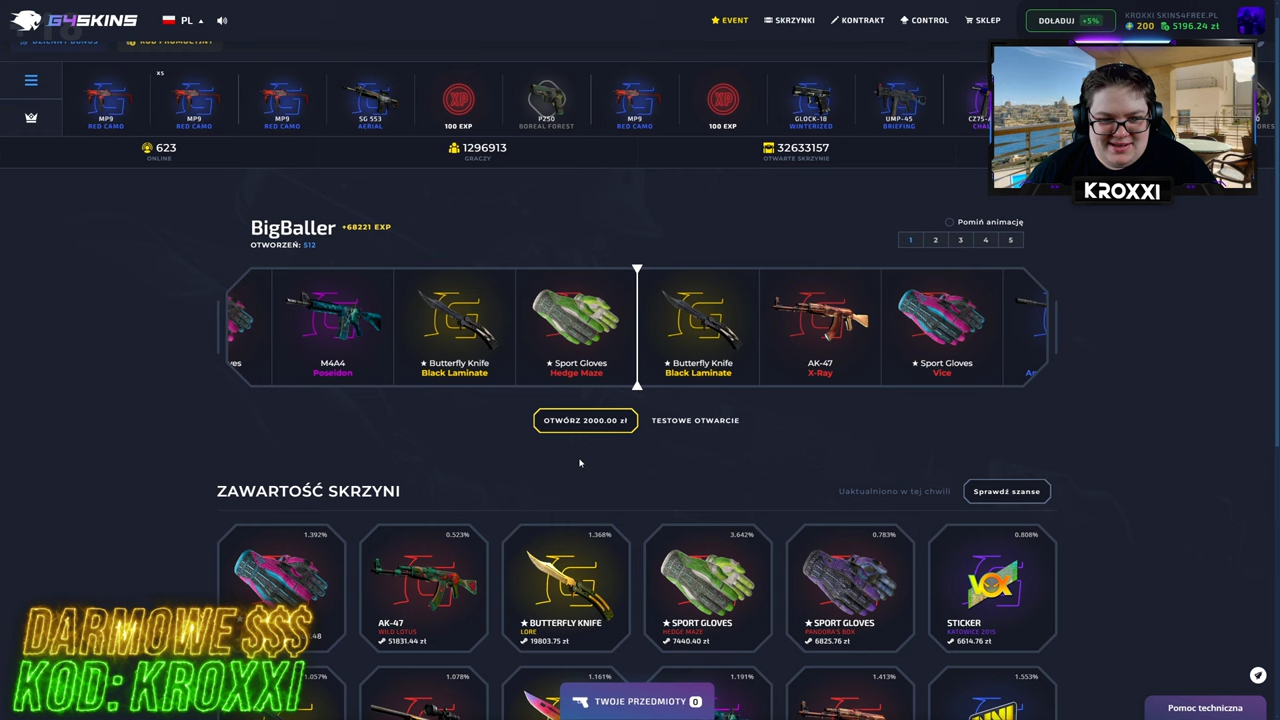 G4SKINS
PL
EVENT
SKRZYNKI
KONTRAKT
CONTROL
SKLEP
DOŁADUJ +5%
KROXXI SKINS4FREE.PL
200 5196.24 zł
DZIENNY BONUS
KOD PROMOCYJNY
MP9
RED CAMO
X5
MP9
RED CAMO
MP9
RED CAMO
SG 553
AERIAL
100 EXP
P250
BOREAL FOREST
MP9
RED CAMO
100 EXP
GLOCK-18
WINTERIZED
UMP-45
BRIEFING
KROXXI
623
ONLINE
1296913
GRACZY
32633157
OTWARTE SKRZYNIE
BigBaller +68221 EXP
OTWORZEŃ: 512
Pomiń animację
1 2 3 4 5
M4A4
Poseidon
★ Butterfly Knife
Black Laminate
★ Sport Gloves
Hedge Maze
★ Butterfly Knife
Black Laminate
AK-47
X-Ray
★ Sport Gloves
Vice
OTWÓRZ 2000.00 zł
TESTOWE OTWARCIE
ZAWARTOŚĆ SKRZYNI
Uaktualniono w tej chwili
Sprawdź szanse
1.392%
0.523%
AK-47
WILD LOTUS
51831.44 zł
1.368%
★ BUTTERFLY KNIFE
LORE
19803.75 zł
3.642%
★ SPORT GLOVES
HEDGE MAZE
7440.40 zł
0.783%
★ SPORT GLOVES
PANDORA'S BOX
6825.76 zł
0.808%
STICKER
KATOWICE 2015
6614.76 zł
DARMOWE $$$
KOD: KROXXI
1.078%
1.161%
1.191%
1.413%
1.553%
TWOJE PRZEDMIOTY 0
Pomoc techniczna